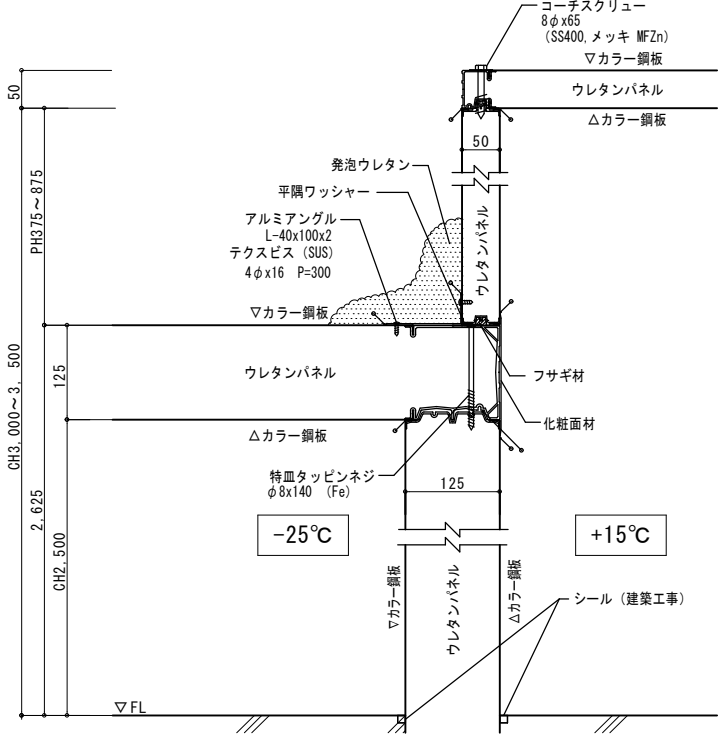 コーチスクリュー
8φx65
（SS400, メッキ MFZn）
▽カラー鋼板
ウレタンパネル
△カラー鋼板
50
50
発泡ウレタン
平隅ワッシャー
アルミアングル
L-40x100x2
テクスビス（SUS）
4φx16 P=300
ウレタンパネル
PH375～875
▽カラー鋼板
ウレタンパネル
125
フサギ材
化粧面材
△カラー鋼板
特皿タッピンネジ
φ8x140 （Fe）
125
CH3,000～3, 500
2,625
CH2,500
-25℃
+15℃
▽カラー鋼板
ウレタンパネル
△カラー鋼板
シール（建築工事）
▽FL